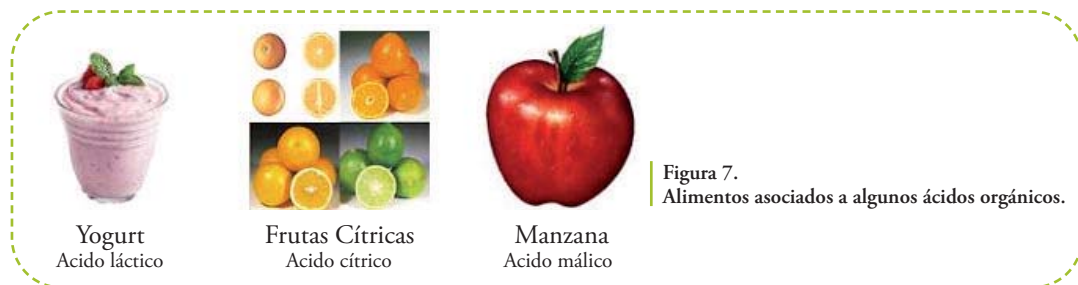 Yogurt
Acido láctico
Frutas Cítricas
Acido cítrico
Manzana
Acido málico
Figura 7.
Alimentos asociados a algunos ácidos orgánicos.